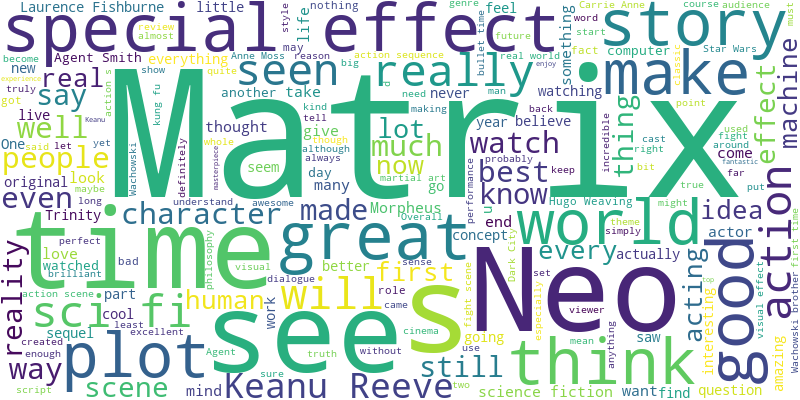 Laurence Fishburne
little
nothing
style
genre
Carrie Anne
course
audience
must
special effect
review
almost
life
feel
future
word
start
story
become
new
Agent Smith
everything
may
Anne Moss
reason
action sequence
bullet time
something
fact
computer
Star Wars
classic
experience
truly
real
show
quite
seen
big
really
real world
enjoy
make
machine
got
say
kung fu
another take
need
never
man
watching
thing
point
action s
live
Matrix
kind
tell
making
back
incredible
effect
said
let
yet
well
thought
lot
year
believe
cast
right
used
fight
around
Keanu
One
Wachowski
definitely
whole
though
give
much
watch
come
people
masterpiece
although
always
probably
keep
bit
true
far
fantastic
original
look
seem
day
now
best
performance
know
put
even
maybe
many
martial art
go
Hugo Weaving
might
action
long
Trinity
understand
awesome
made
Morpheus
overall
u
end
theme
simply
idea
perfect
character
concept
world
actor
reality
love
watched
bad
philosophy
visual
great
sense
Dark City
every
actually
visual effect
first time
Wachowski brother
brilliant
time
dialogue
better
first
set
acting
good
action scene
part
human
will
role
fight scene
Neo
especially
viewer
interesting
sci fi
cool
work
came
going
saw
amazing
sequel
least
excellent
see
s
cinema
mean
anything
created
enough
Agent
truth
without
use
think
way
plot
sure
still
script
scene
mind
Keanu Reeve
two
science fiction
want
find
question